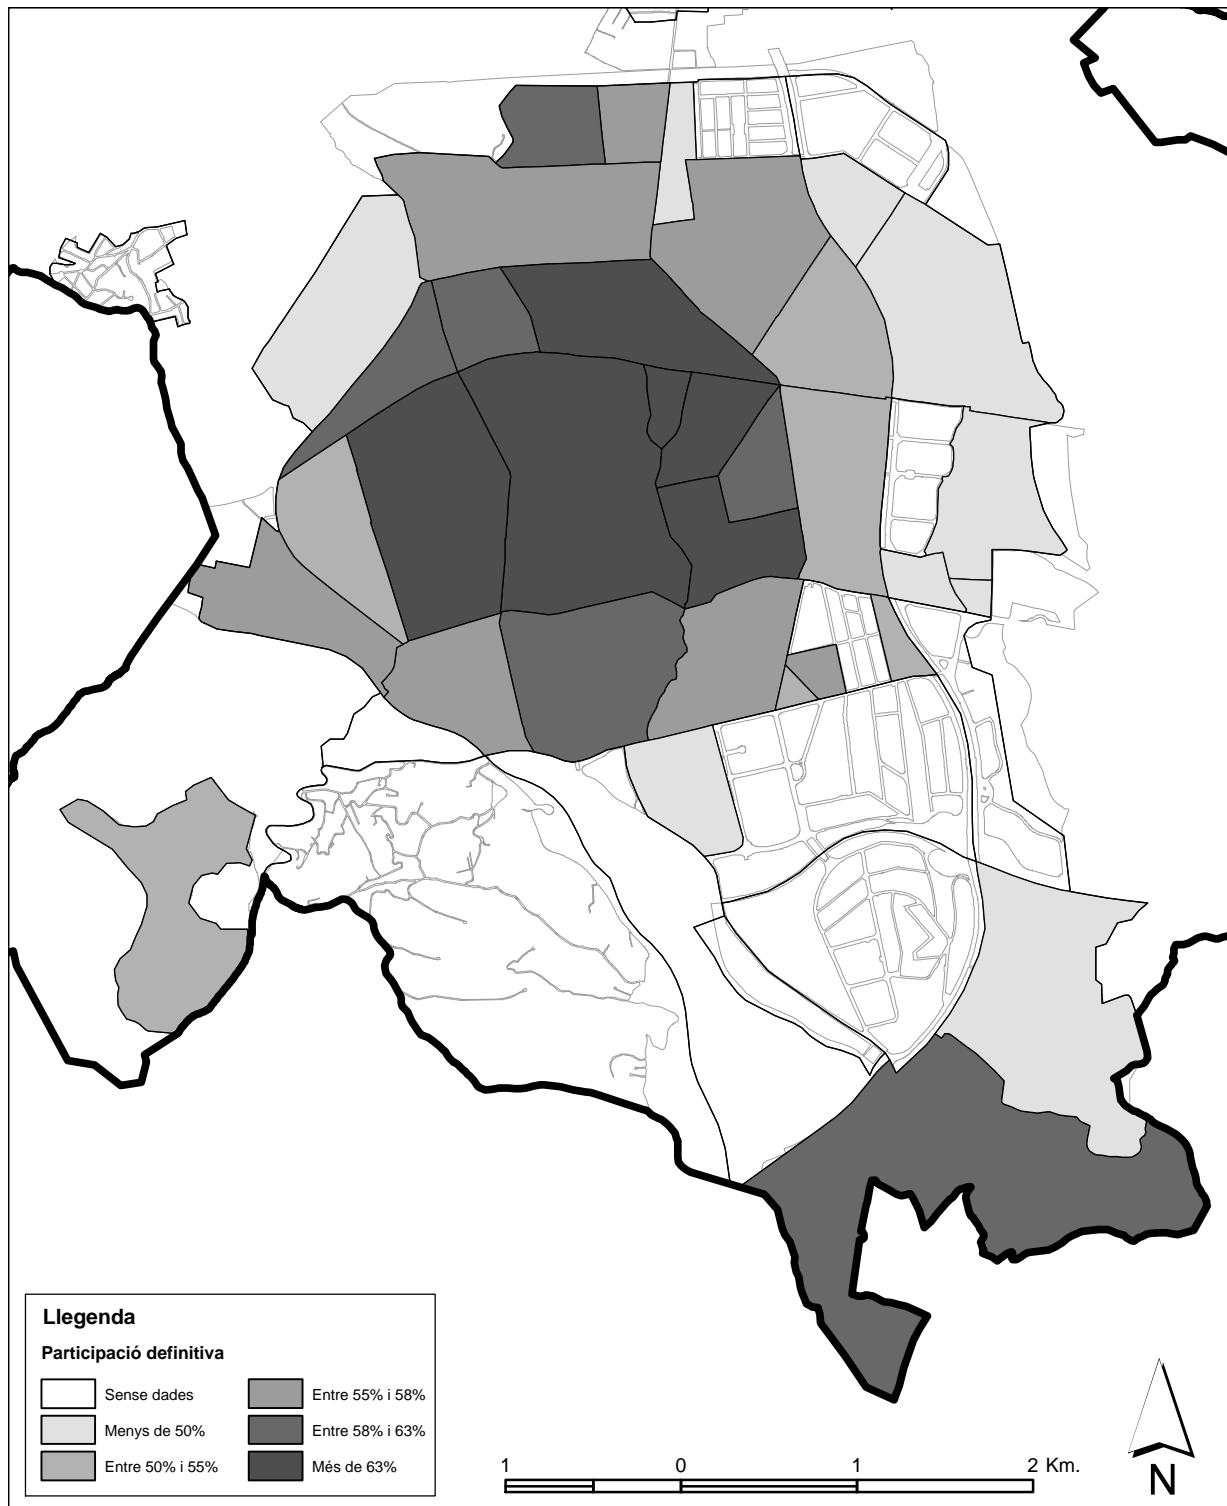 Llegenda
Participació definitiva
Sense dades
Menys de 50%
Entre 50% i 55%
Entre 55% i 58%
Entre 58% i 63%
Més de 63%
1 0 1 2 Km.
N